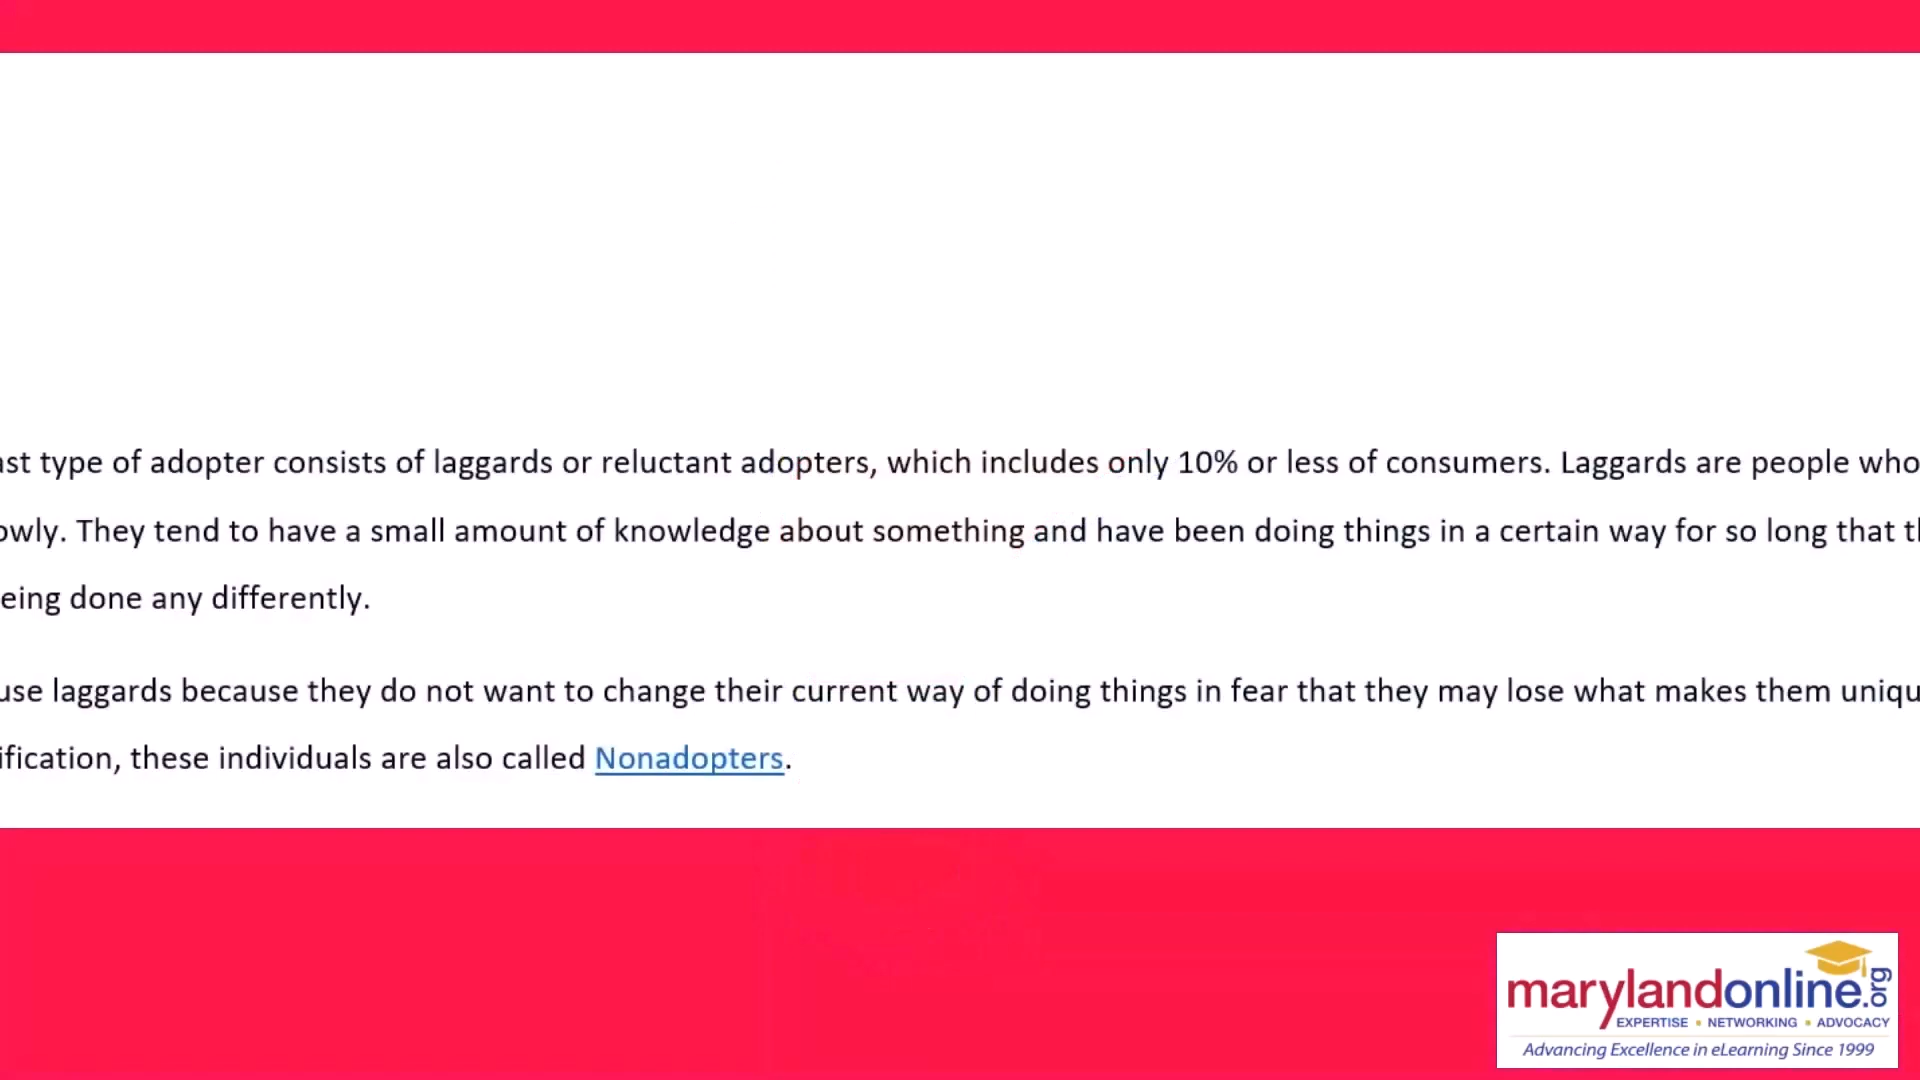 ast type of adopter consists of laggards or reluctant adopters, which includes only 10% or less of consumers. Laggards are people who
owly. They tend to have a small amount of knowledge about something and have been doing things in a certain way for so long that th
eing done any differently.
use laggards because they do not want to change their current way of doing things in fear that they may lose what makes them uniqu
ification, these individuals are also called Nonadopters.
marylandonline.org
EXPERTISE • NETWORKING • ADVOCACY
Advancing Excellence in eLearning Since 1999